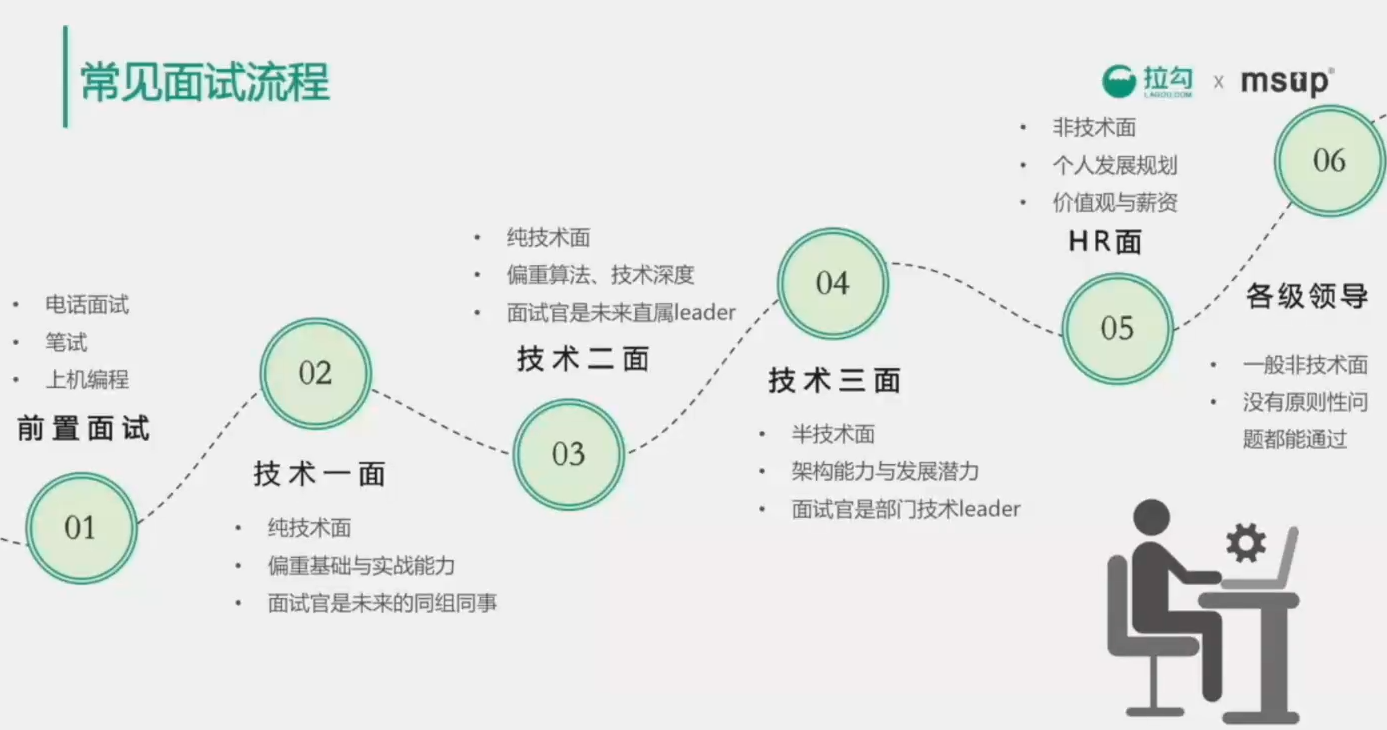 常见面试流程
拉勾
LAGOU.COM
x
msup®
01
前置面试
• 电话面试
• 笔试
• 上机编程
02
技术一面
• 纯技术面
• 偏重基础与实战能力
• 面试官是未来的同组同事
03
技术二面
• 纯技术面
• 偏重算法、技术深度
• 面试官是未来直属leader
04
技术三面
• 半技术面
• 架构能力与发展潜力
• 面试官是部门技术leader
05
HR面
• 非技术面
• 个人发展规划
• 价值观与薪资
06
各级领导
• 一般非技术面
• 没有原则性问
题都能通过